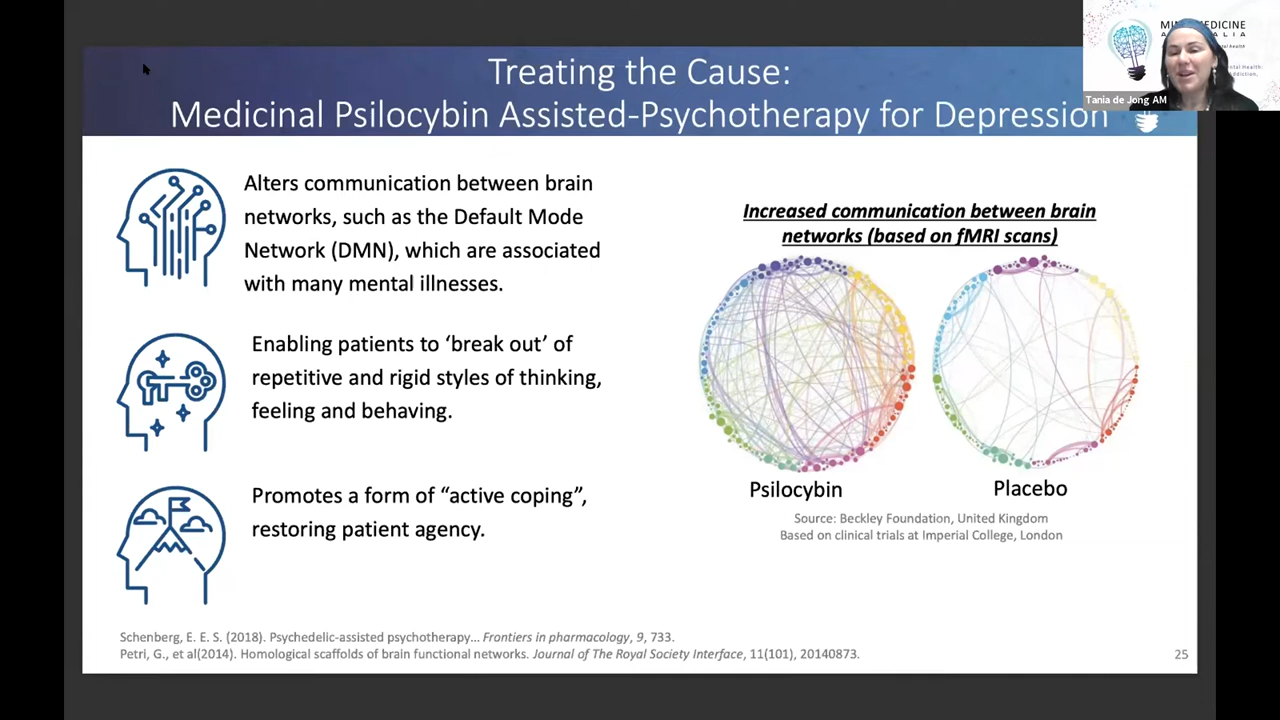 Treating the Cause:
Medicinal Psilocybin Assisted-Psychotherapy for Depression
MEDICINE
Tania de Jong AM
Alters communication between brain
networks, such as the Default Mode
Network (DMN), which are associated
with many mental illnesses.
Enabling patients to ‘break out’ of
repetitive and rigid styles of thinking,
feeling and behaving.
Promotes a form of “active coping”,
restoring patient agency.
Increased communication between brain
networks (based on fMRI scans)
Psilocybin
Placebo
Source: Beckley Foundation, United Kingdom
Based on clinical trials at Imperial College, London
Schenberg, E. E. S. (2018). Psychedelic-assisted psychotherapy... Frontiers in pharmacology, 9, 733.
Petri, G., et al(2014). Homological scaffolds of brain functional networks. Journal of The Royal Society Interface, 11(101), 20140873.
25